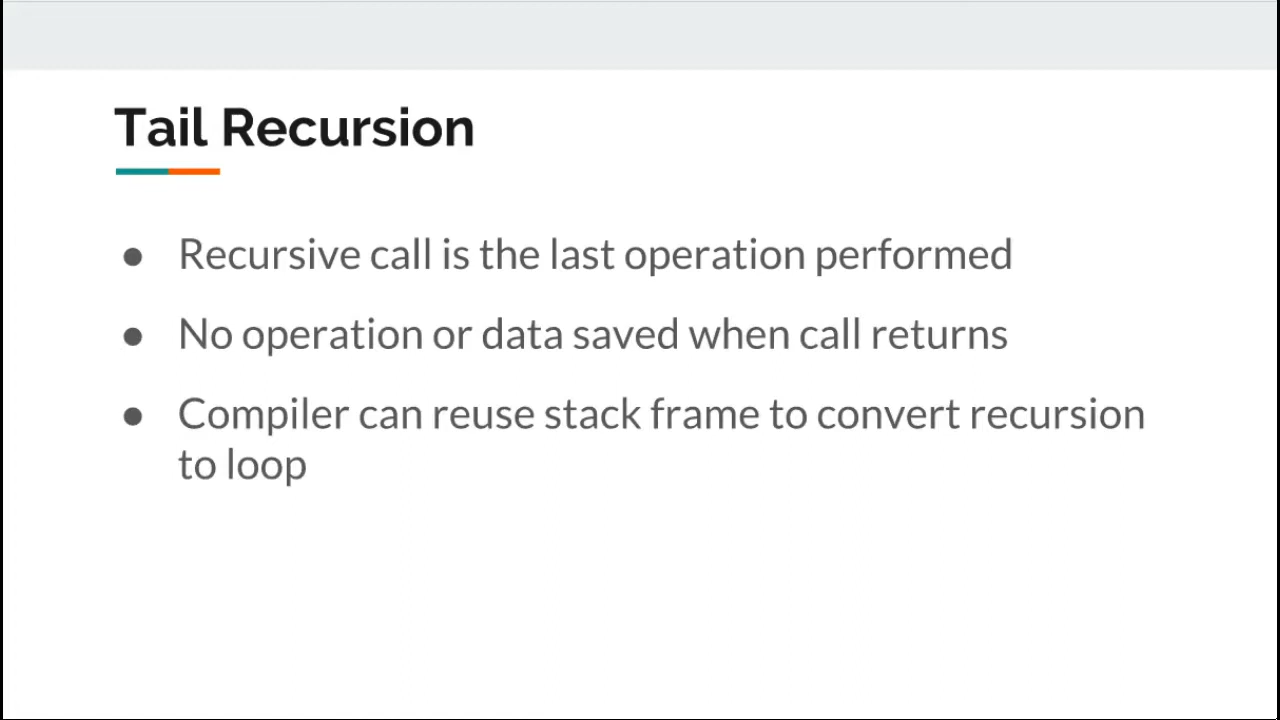 Tail Recursion
● Recursive call is the last operation performed
● No operation or data saved when call returns
● Compiler can reuse stack frame to convert recursion
to loop